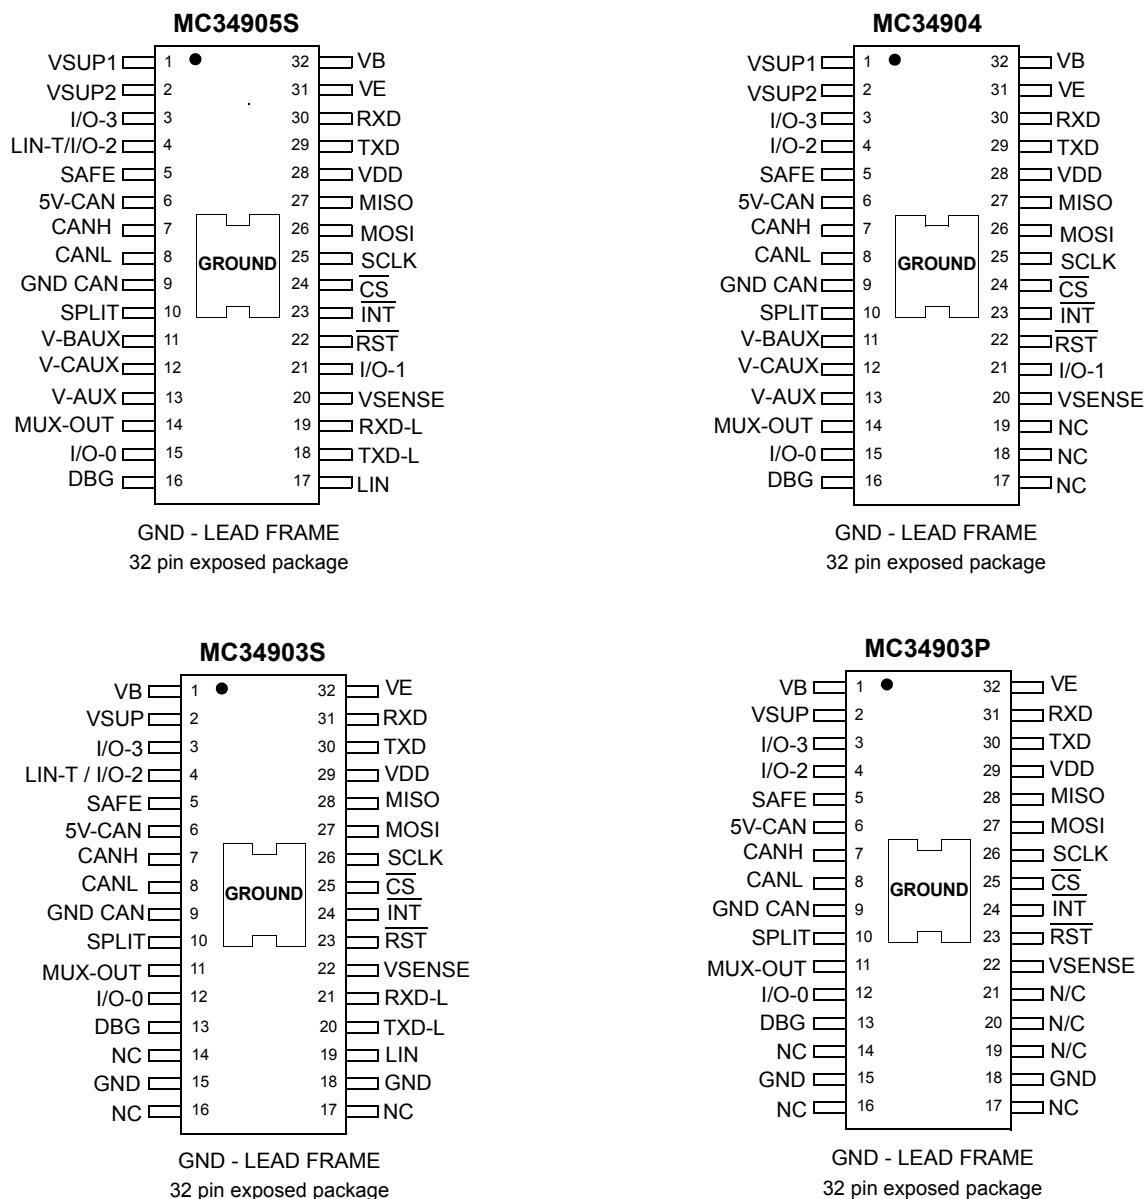 MC34905S
VSUP1 1 32 VB
VSUP2 2 31 VE
I/O-3 3 30 RXD
LIN-T/I/O-2 4 29 TXD
SAFE 5 28 VDD
5V-CAN 6 27 MISO
CANH 7 26 MOSI
CANL 8 25 SCLK
GROUND
GND CAN 9 24 CS
SPLIT 10 23 INT
V-BAUX 11 22 RST
V-CAUX 12 21 I/O-1
V-AUX 13 20 VSENSE
MUX-OUT 14 19 RXD-L
I/O-0 15 18 TXD-L
DBG 16 17 LIN
GND - LEAD FRAME
32 pin exposed package
MC34904
VSUP1 1 32 VB
VSUP2 2 31 VE
I/O-3 3 30 RXD
I/O-2 4 29 TXD
SAFE 5 28 VDD
5V-CAN 6 27 MISO
CANH 7 26 MOSI
CANL 8 25 SCLK
GROUND
GND CAN 9 24 CS
SPLIT 10 23 INT
V-BAUX 11 22 RST
V-CAUX 12 21 I/O-1
V-AUX 13 20 VSENSE
MUX-OUT 14 19 NC
I/O-0 15 18 NC
DBG 16 17 NC
GND - LEAD FRAME
32 pin exposed package
MC34903S
VB 1 32 VE
VSUP 2 31 RXD
I/O-3 3 30 TXD
LIN-T / I/O-2 4 29 VDD
SAFE 5 28 MISO
5V-CAN 6 27 MOSI
CANH 7 26 SCLK
CANL 8 25 CS
GROUND
GND CAN 9 24 INT
SPLIT 10 23 RST
MUX-OUT 11 22 VSENSE
I/O-0 12 21 RXD-L
DBG 13 20 TXD-L
NC 14 19 LIN
GND 15 18 GND
NC 16 17 NC
GND - LEAD FRAME
32 pin exposed package
MC34903P
VB 1 32 VE
VSUP 2 31 RXD
I/O-3 3 30 TXD
I/O-2 4 29 VDD
SAFE 5 28 MISO
5V-CAN 6 27 MOSI
CANH 7 26 SCLK
CANL 8 25 CS
GROUND
GND CAN 9 24 INT
SPLIT 10 23 RST
MUX-OUT 11 22 VSENSE
I/O-0 12 21 N/C
DBG 13 20 N/C
NC 14 19 N/C
GND 15 18 GND
NC 16 17 NC
GND - LEAD FRAME
32 pin exposed package